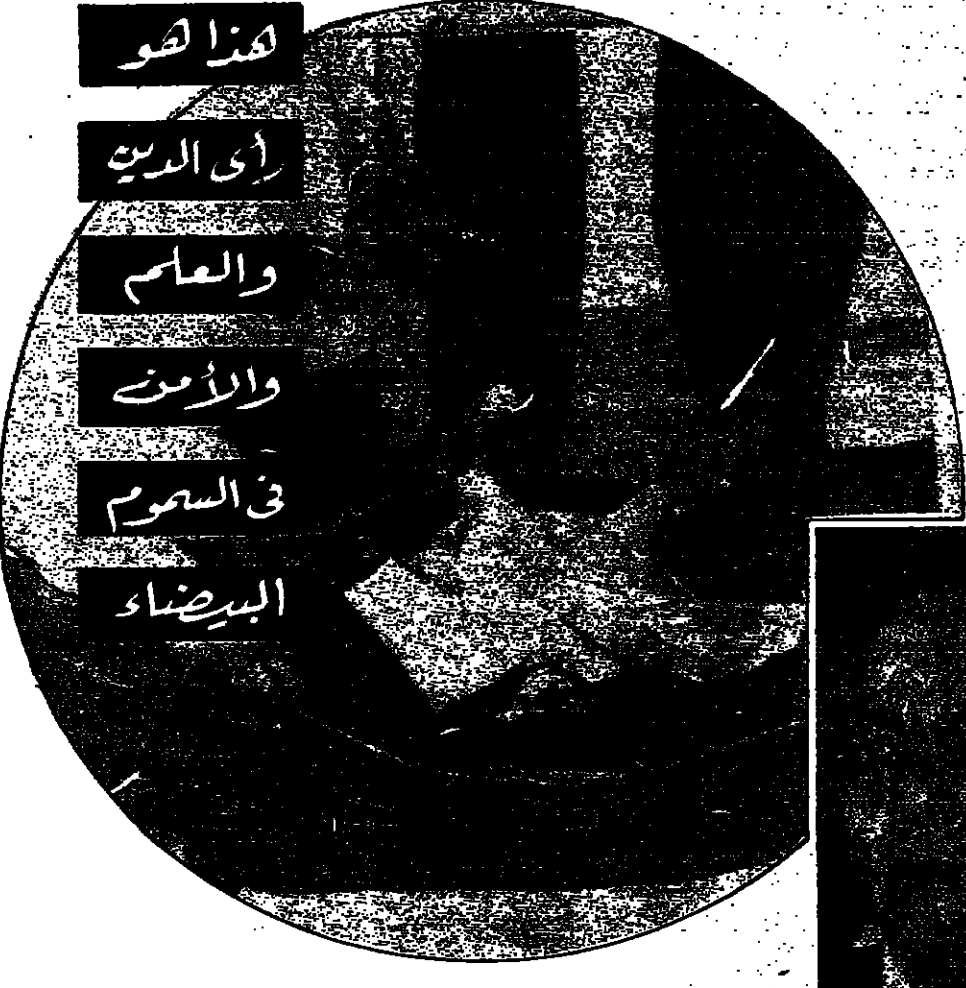 هذا هو
رأى الدين
والعلم
والأمن
فى السموم
البيضاء